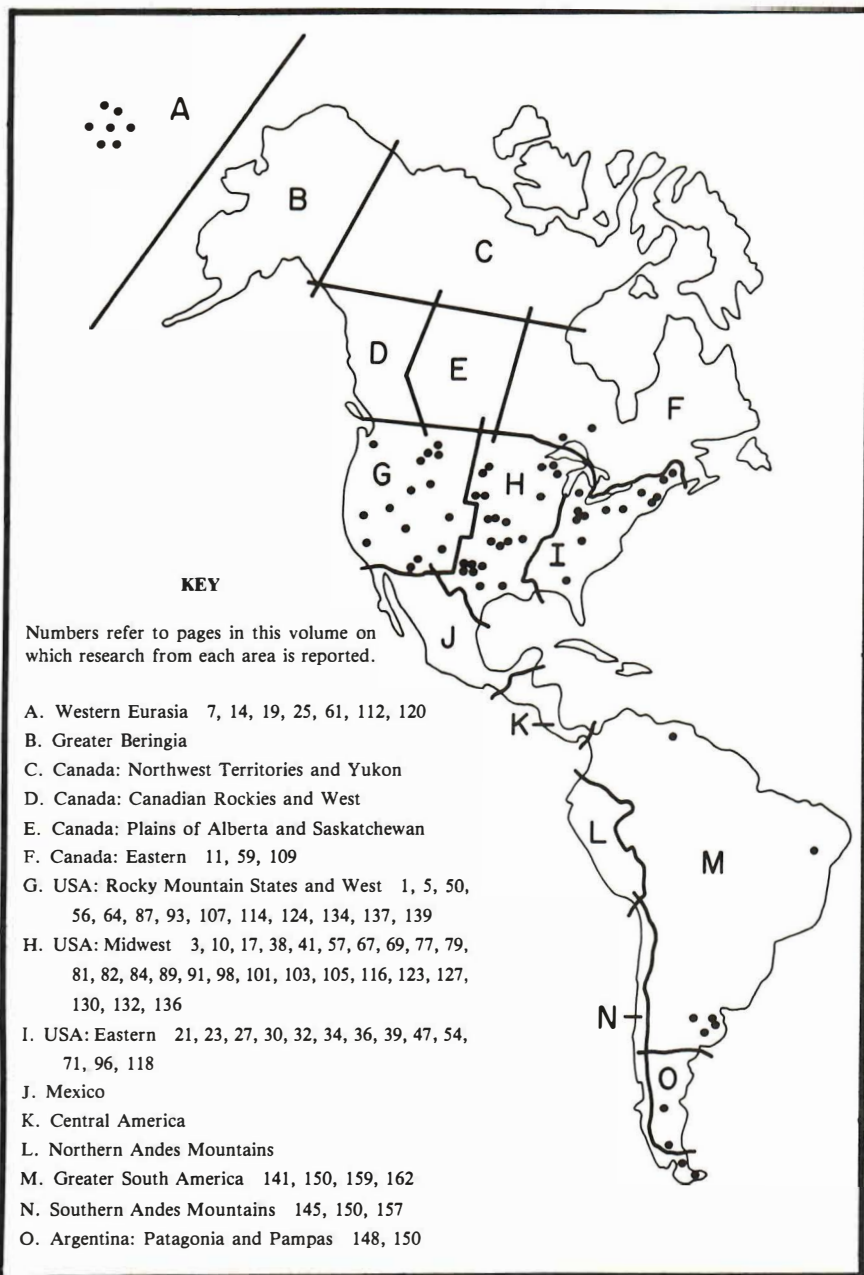 A
B
C
D
E
F
G
H
I
J
K
L
M
N
O
KEY
Numbers refer to pages in this volume on
which research from each area is reported.
A. Western Eurasia 7, 14, 19, 25, 61, 112, 120
B. Greater Beringia
C. Canada: Northwest Territories and Yukon
D. Canada: Canadian Rockies and West
E. Canada: Plains of Alberta and Saskatchewan
F. Canada: Eastern 11, 59, 109
G. USA: Rocky Mountain States and West 1, 5, 50,
56, 64, 87, 93, 107, 114, 124, 134, 137, 139
H. USA: Midwest 3, 10, 17, 38, 41, 57, 67, 69, 77, 79,
81, 82, 84, 89, 91, 98, 101, 103, 105, 116, 123, 127,
130, 132, 136
I. USA: Eastern 21, 23, 27, 30, 32, 34, 36, 39, 47, 54,
71, 96, 118
J. Mexico
K. Central America
L. Northern Andes Mountains
M. Greater South America 141, 150, 159, 162
N. Southern Andes Mountains 145, 150, 157
O. Argentina: Patagonia and Pampas 148, 150